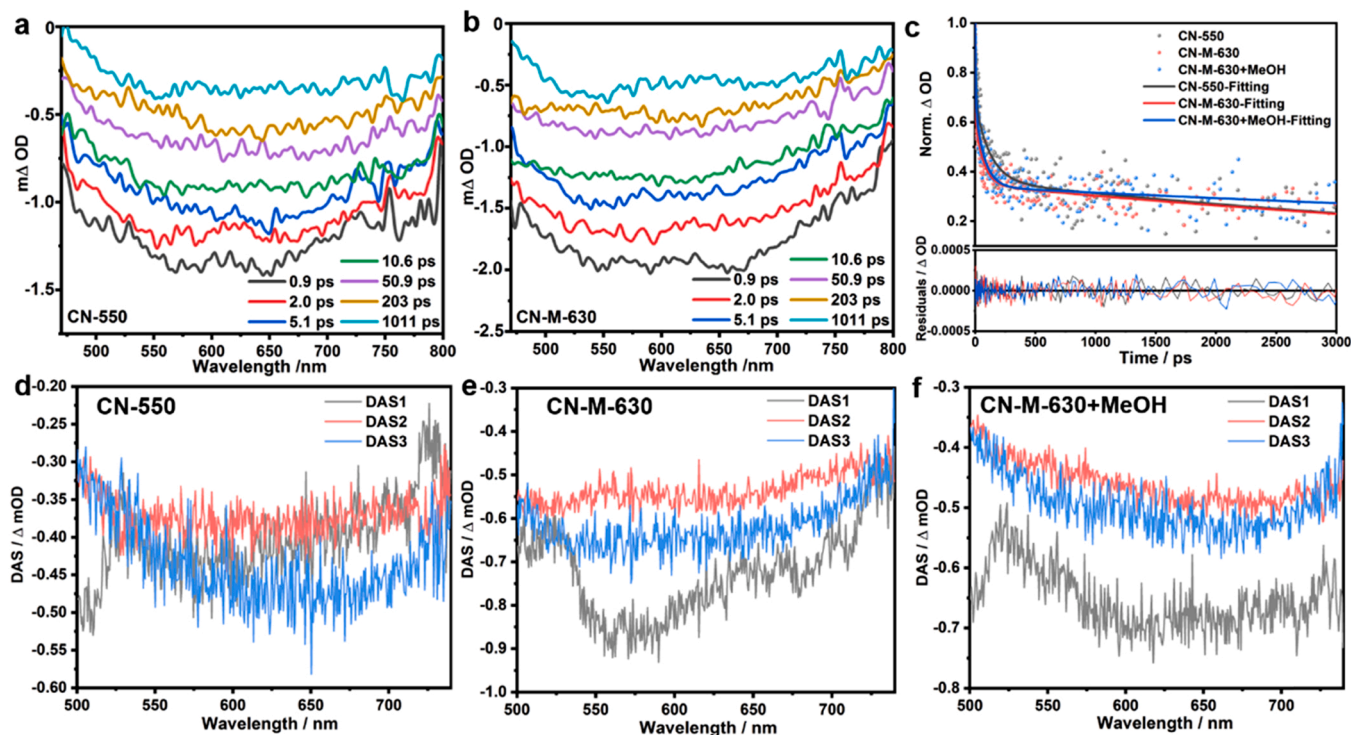 a
0
-0.5
-1.0
-1.5
mΔ OD
0.9 ps
2.0 ps
5.1 ps
10.6 ps
50.9 ps
203 ps
1011 ps
CN-550
500 550 600 650 700 750 800
Wavelength /nm
b
0
-0.5
-1.0
-1.5
-2.0
-2.5
mΔ OD
0.9 ps
2.0 ps
5.1 ps
10.6 ps
50.9 ps
203 ps
1011 ps
CN-M-630
500 550 600 650 700 750 800
Wavelength /nm
c
1.0
0.8
0.6
0.4
0.2
Norm. Δ OD
CN-550
CN-M-630
CN-M-630+MeOH
CN-550-Fitting
CN-M-630-Fitting
CN-M-630+MeOH-Fitting
0.0005
0.0000
-0.0005
Residuals / Δ OD
0 500 1000 1500 2000 2500 3000
Time / ps
d
-0.20
-0.25
-0.30
-0.35
-0.40
-0.45
-0.50
-0.55
-0.60
DAS / Δ mOD
CN-550
DAS1
DAS2
DAS3
500 550 600 650 700
Wavelength / nm
e
-0.3
-0.4
-0.5
-0.6
-0.7
-0.8
-0.9
-1.0
DAS / Δ mOD
CN-M-630
DAS1
DAS2
DAS3
500 550 600 650 700
Wavelength / nm
f
-0.3
-0.4
-0.5
-0.6
-0.7
-0.8
DAS / Δ mOD
CN-M-630+MeOH
DAS1
DAS2
DAS3
500 550 600 650 700
Wavelength / nm